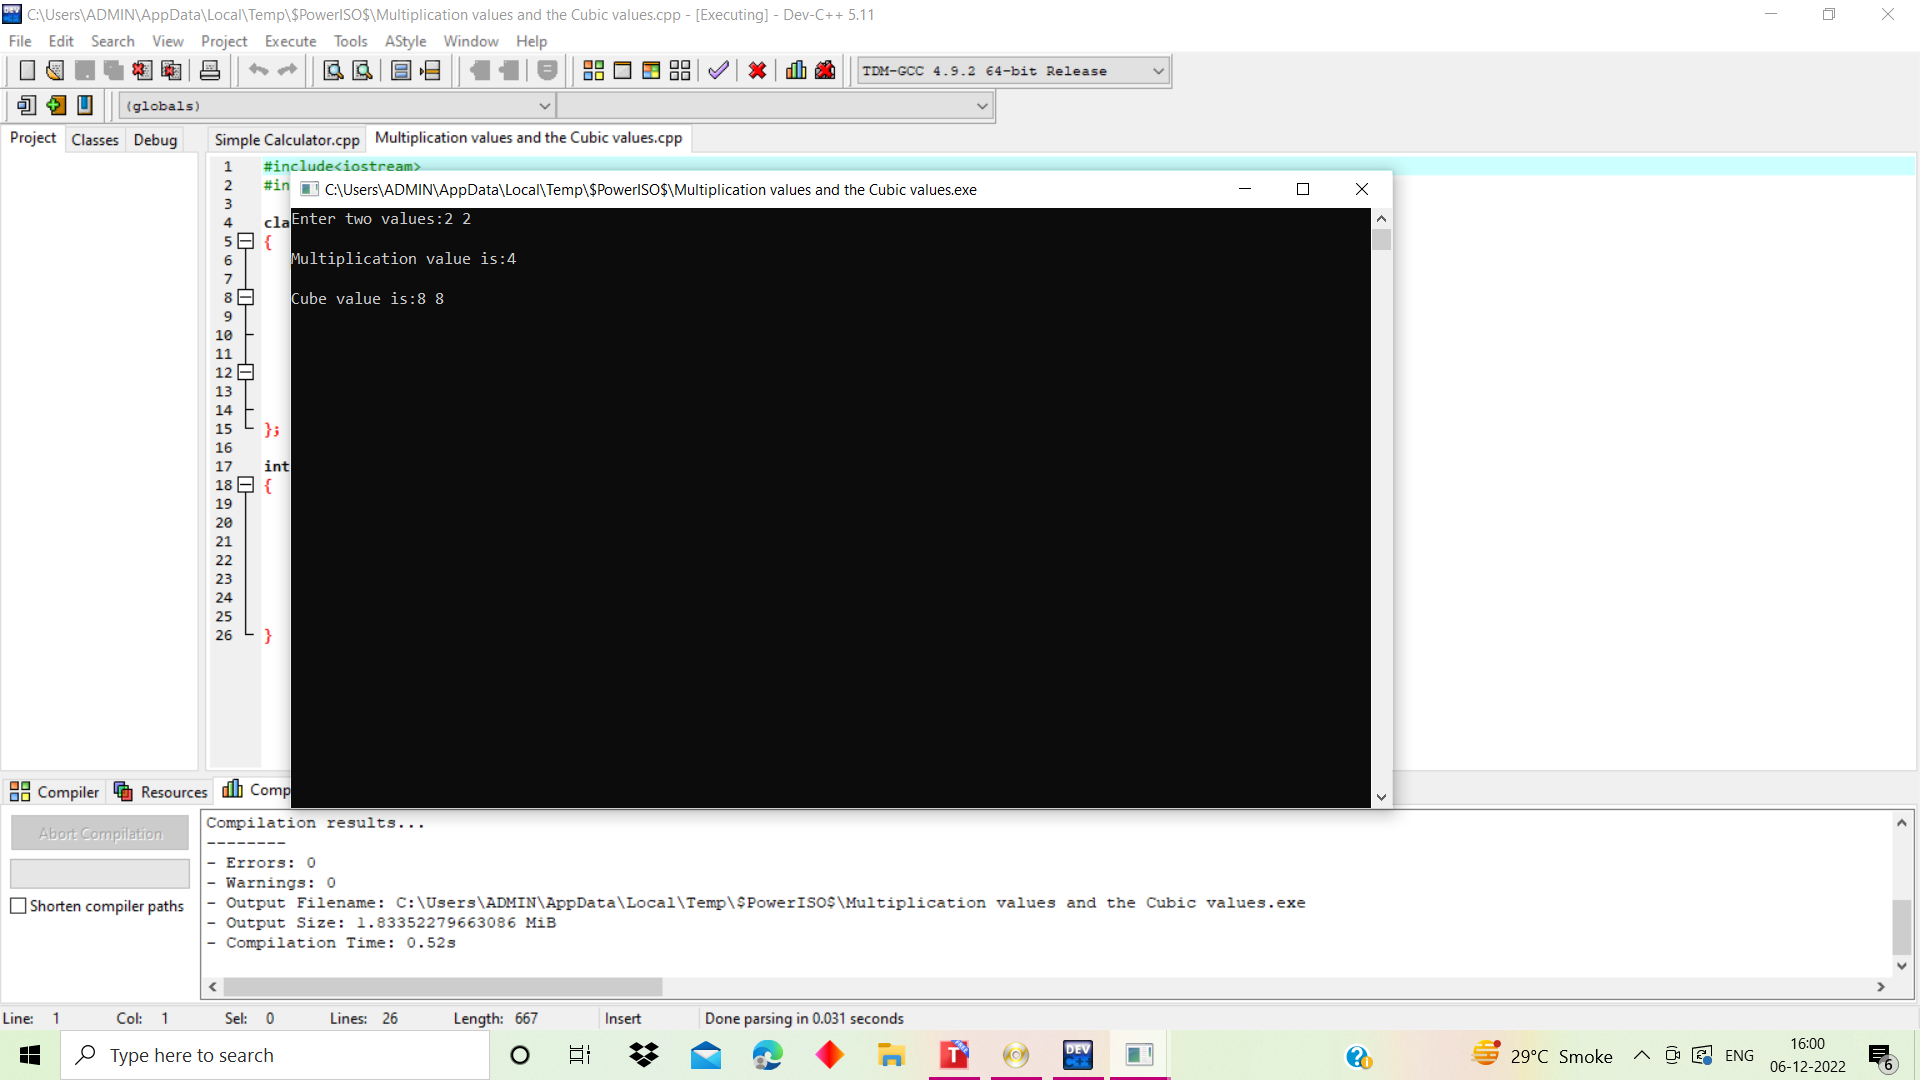 C:\Users\ADMIN\AppData\Local\Temp\$PowerISO$\Multiplication values and the Cubic values.cpp - [Executing] - Dev-C++ 5.11
File Edit Search View Project Execute Tools AStyle Window Help
TDM-GCC 4.9.2 64-bit Release
(globals)
Project Classes Debug
Simple Calculator.cpp Multiplication values and the Cubic values.cpp
1 #include<iostream>
2 #in
3
4 cla
5 {
6
7
8
9
10
11
12
13
14
15 };
16
17 int
18 {
19
20
21
22
23
24
25
26 }
C:\Users\ADMIN\AppData\Local\Temp\$PowerISO$\Multiplication values and the Cubic values.exe
Enter two values:2 2
Multiplication value is:4
Cube value is:8 8
Compiler Resources Comp
Abort Compilation
Shorten compiler paths
Compilation results...
--------
- Errors: 0
- Warnings: 0
- Output Filename: C:\Users\ADMIN\AppData\Local\Temp\$PowerISO$\Multiplication values and the Cubic values.exe
- Output Size: 1.83352279663086 MiB
- Compilation Time: 0.52s
Line: 1 Col: 1 Sel: 0 Lines: 26 Length: 667 Insert Done parsing in 0.031 seconds
Type here to search
DEV C++
29°C Smoke
ENG
16:00
06-12-2022
6